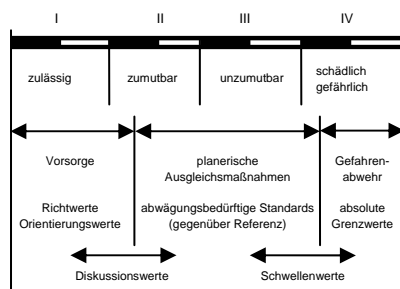 I II III IV
zulässig zumutbar unzumutbar schädlich
gefährlich
Vorsorge planerische Gefahren-
Ausgleichsmaßnahmen abwehr
Richtwerte abwägungsbedürftige Standards absolute
Orientierungswerte (gegenüber Referenz) Grenzwerte
Diskussionswerte Schwellenwerte